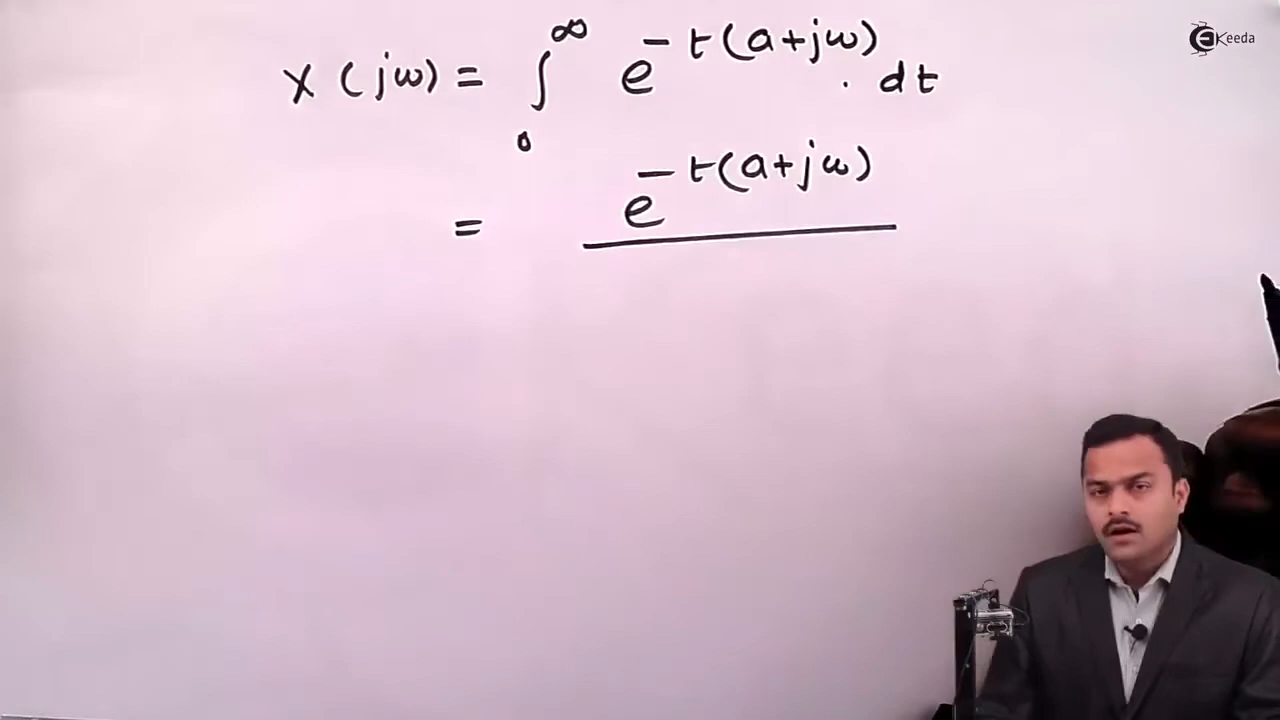 Keeda
X (jω) = ∫₀^∞ e^{-t(a+jω)} . dt
= e^{-t(a+jω)}